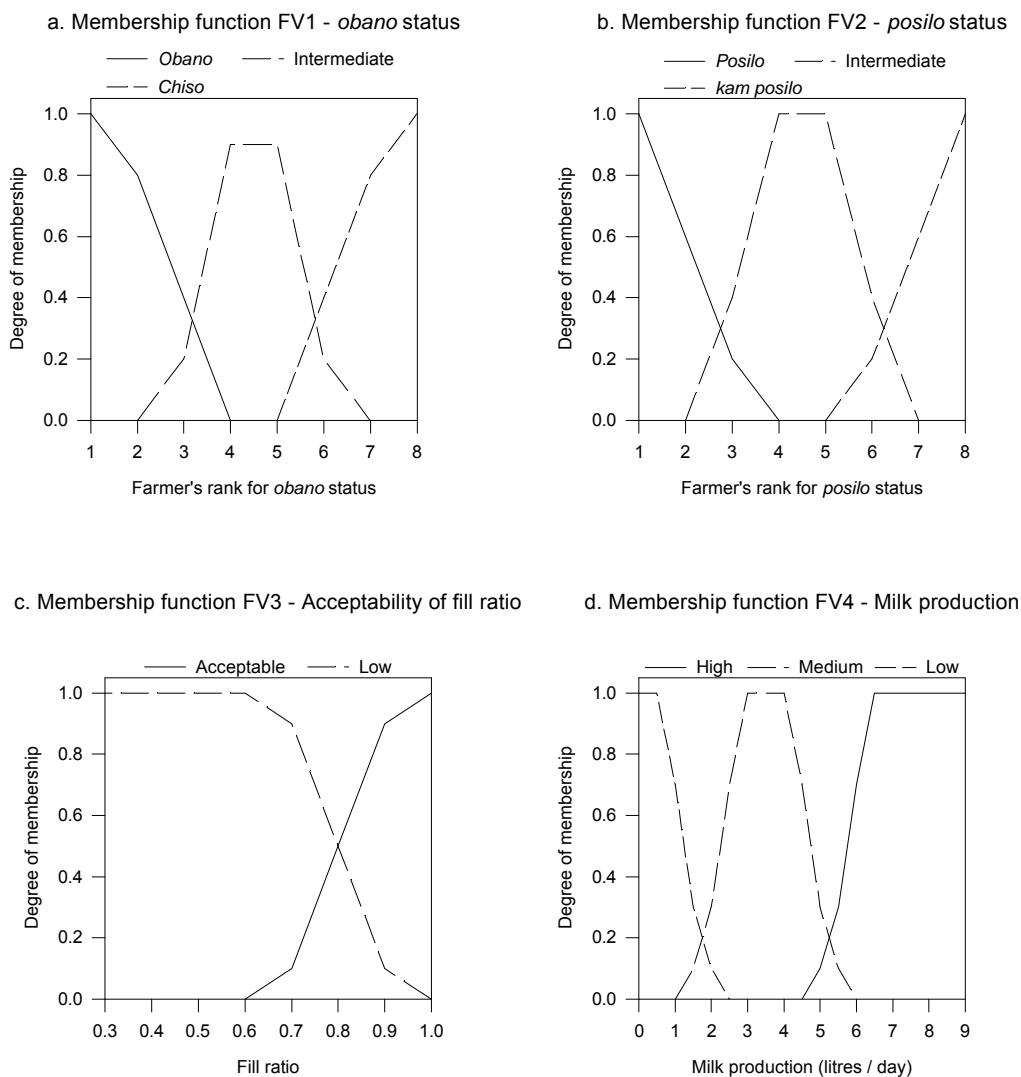 a. Membership function FV1 - obano status
Obano Intermediate
Chiso
1.0
0.8
0.6
0.4
0.2
0.0
Degree of membership
1 2 3 4 5 6 7 8
Farmer's rank for obano status
b. Membership function FV2 - posilo status
Posilo Intermediate
kam posilo
1.0
0.8
0.6
0.4
0.2
0.0
Degree of membership
1 2 3 4 5 6 7 8
Farmer's rank for posilo status
c. Membership function FV3 - Acceptability of fill ratio
Acceptable Low
1.0
0.8
0.6
0.4
0.2
0.0
Degree of membership
0.3 0.4 0.5 0.6 0.7 0.8 0.9 1.0
Fill ratio
d. Membership function FV4 - Milk production
High Medium Low
1.0
0.8
0.6
0.4
0.2
0.0
Degree of membership
0 1 2 3 4 5 6 7 8 9
Milk production (litres / day)